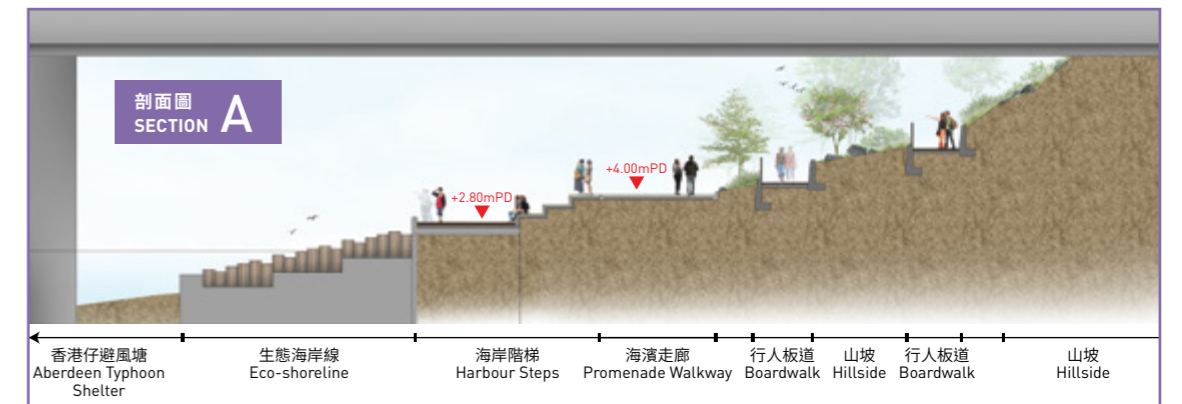 剖面圖
SECTION A
+2.80mPD
+4.00mPD
香港仔避風塘
Aberdeen Typhoon
Shelter
生態海岸線
Eco-shoreline
海岸階梯
Harbour Steps
海濱走廊
Promenade Walkway
行人板道
Boardwalk
山坡
Hillside
行人板道
Boardwalk
山坡
Hillside